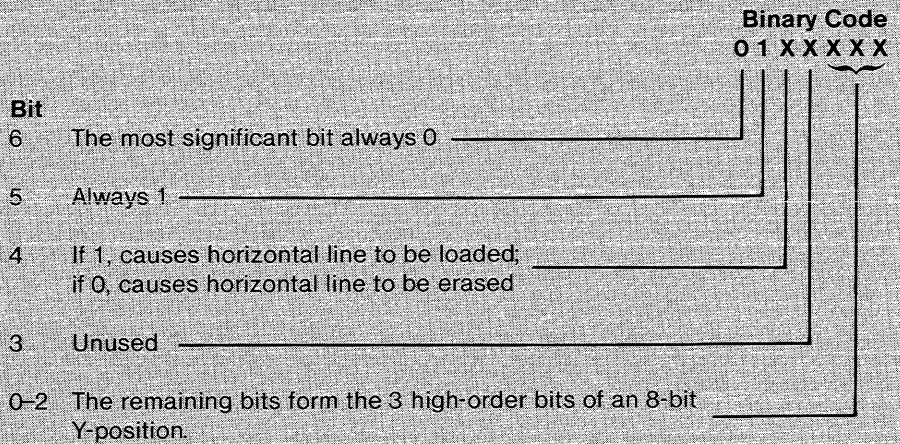 Binary Code
0 1 X X X X X
Bit
6 The most significant bit always 0
5 Always 1
4 If 1, causes horizontal line to be loaded;
if 0, causes horizontal line to be erased
3 Unused
0–2 The remaining bits form the 3 high-order bits of an 8-bit
Y-position.